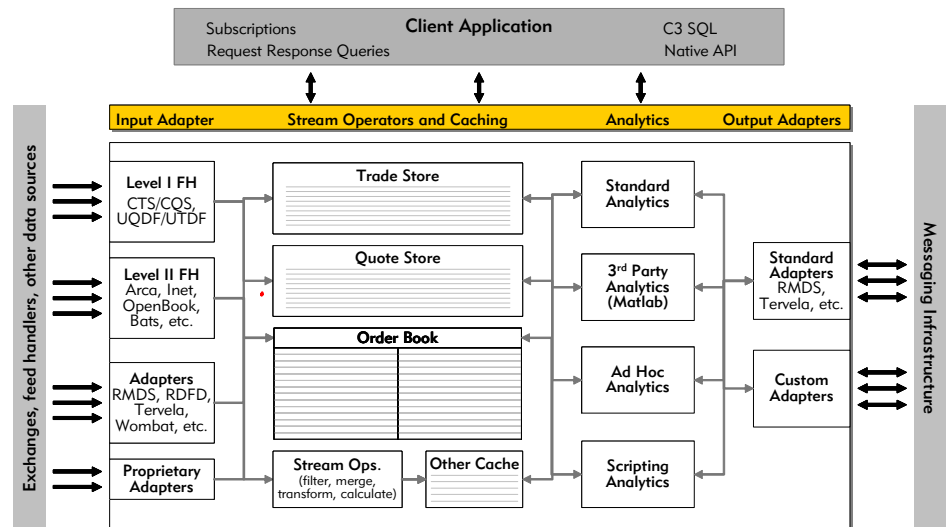 Client Application
Subscriptions
Request Response Queries
C3 SQL
Native API
Input Adapter
Stream Operators and Caching
Analytics
Output Adapters
Exchanges, feed handlers, other data sources
Level I FH
CTS/CQS,
UQDF/UTDF
Level II FH
Arca, Inet,
OpenBook,
Bats, etc.
Adapters
RMDS, RDFD,
Tervela,
Wombat, etc.
Proprietary
Adapters
Trade Store
Quote Store
Order Book
Stream Ops.
(filter, merge,
transform, calculate)
Other Cache
Standard
Analytics
3rd Party
Analytics
(Matlab)
Ad Hoc
Analytics
Scripting
Analytics
Standard
Adapters
RMDS,
Tervela, etc.
Custom
Adapters
Messaging Infrastructure